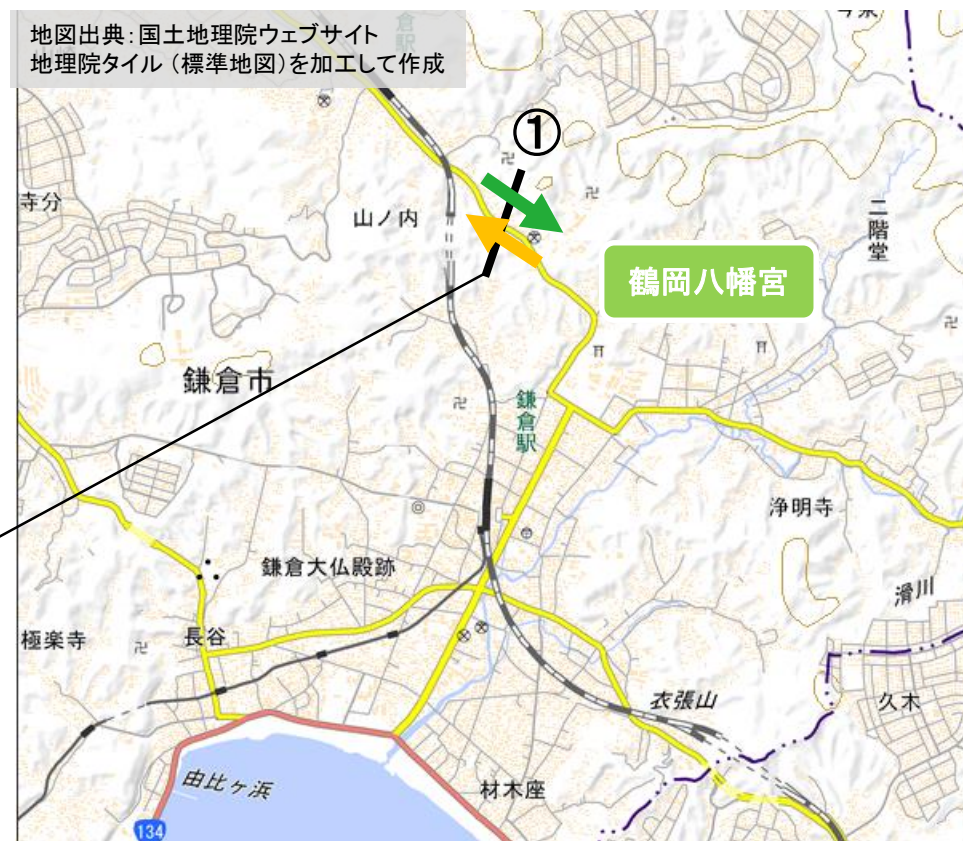 地図出典：国土地理院ウェブサイト
地理院タイル（標準地図）を加工して作成
①
寺分
山ノ内
二階堂
鶴岡八幡宮
鎌倉市
鎌倉駅
浄明寺
鎌倉大仏殿跡
滑川
極楽寺
長谷
衣張山
久木
由比ヶ浜
材木座
134